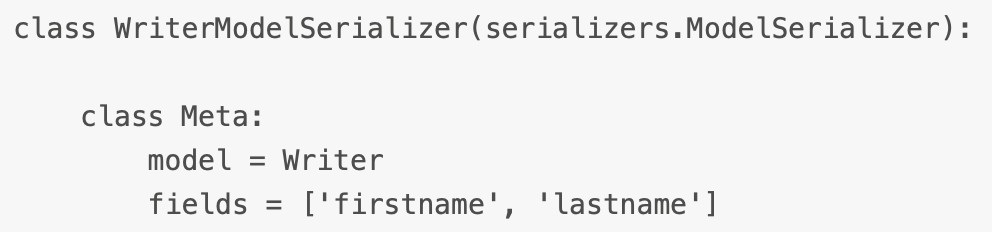 class WriterModelSerializer(serializers.ModelSerializer):
    class Meta:
        model = Writer
        fields = ['firstname', 'lastname']